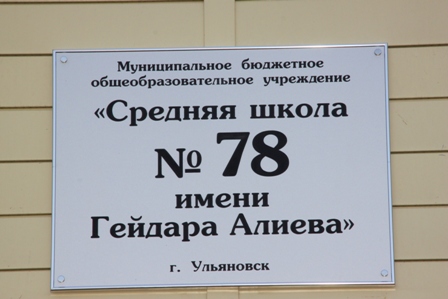 Муниципальное бюджетное
общеобразовательное учреждение
«Средняя школа
№ 78
имени
Гейдара Алиева»
г. Ульяновск